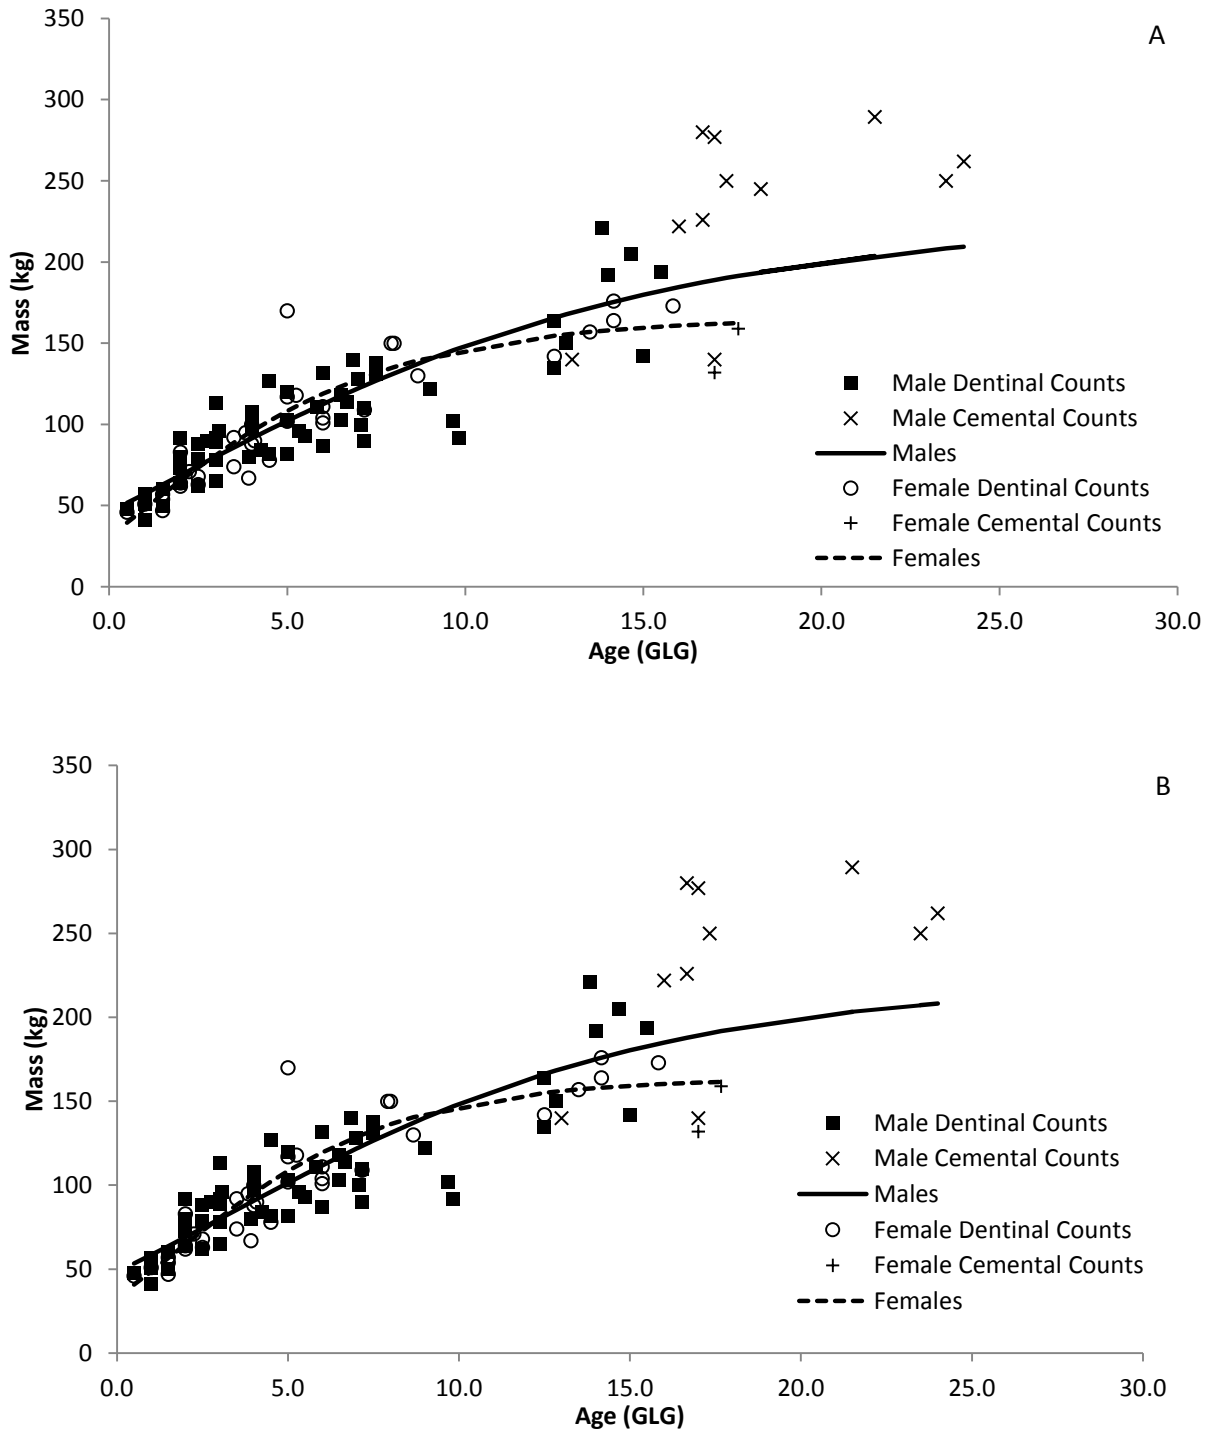 A
350
300
250
200
150
100
50
0
Mass (kg)
0.0 5.0 10.0 15.0 20.0 25.0 30.0
Age (GLG)
Male Dentinal Counts
Male Cemental Counts
Males
Female Dentinal Counts
Female Cemental Counts
Females
B
350
300
250
200
150
100
50
0
Mass (kg)
0.0 5.0 10.0 15.0 20.0 25.0 30.0
Age (GLG)
Male Dentinal Counts
Male Cemental Counts
Males
Female Dentinal Counts
Female Cemental Counts
Females